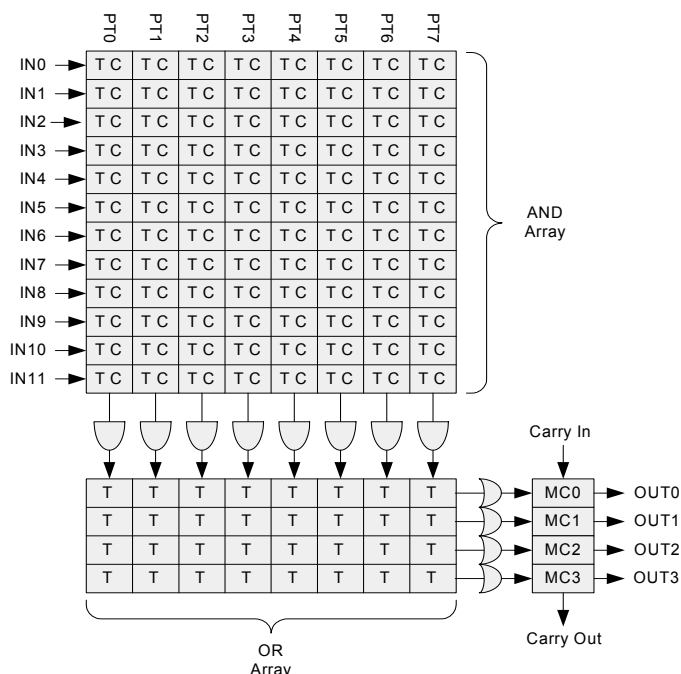 PT0 PT1 PT2 PT3 PT4 PT5 PT6 PT7
IN0 T C T C T C T C T C T C T C T C
IN1 T C T C T C T C T C T C T C T C
IN2 T C T C T C T C T C T C T C T C
IN3 T C T C T C T C T C T C T C T C
IN4 T C T C T C T C T C T C T C T C
IN5 T C T C T C T C T C T C T C T C
IN6 T C T C T C T C T C T C T C T C
IN7 T C T C T C T C T C T C T C T C
IN8 T C T C T C T C T C T C T C T C
IN9 T C T C T C T C T C T C T C T C
IN10 T C T C T C T C T C T C T C T C
IN11 T C T C T C T C T C T C T C T C
AND
Array
Carry In
T T T T T T T T MC0 OUT0
T T T T T T T T MC1 OUT1
T T T T T T T T MC2 OUT2
T T T T T T T T MC3 OUT3
Carry Out
OR
Array